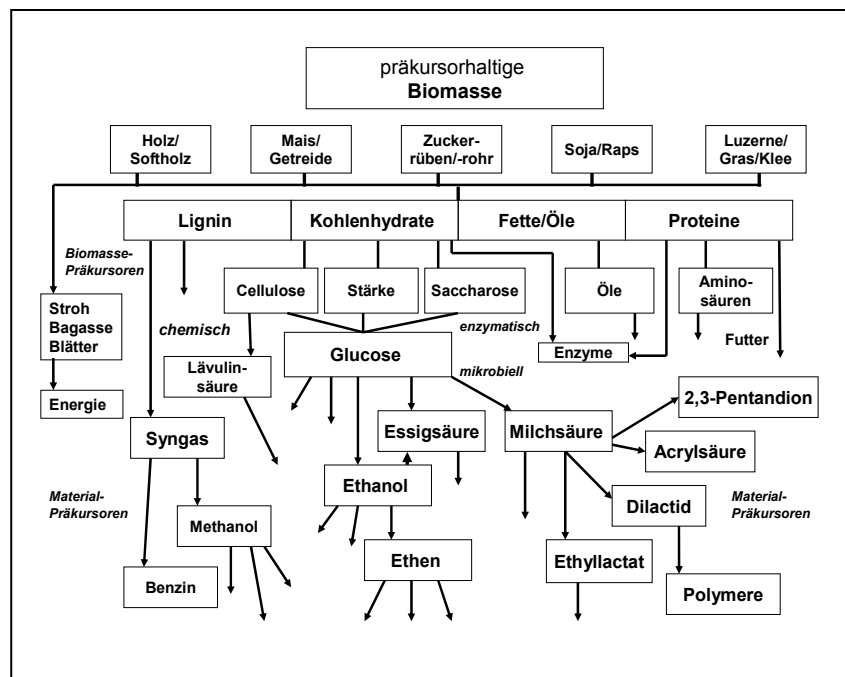 präkursorhaltige
Biomasse
Holz/
Softholz
Mais/
Getreide
Zucker-
rüben/-rohr
Soja/Raps
Luzerne/
Gras/Klee
Lignin
Kohlenhydrate
Fette/Öle
Proteine
Biomasse-
Präkursoren
Cellulose
Stärke
Saccharose
Öle
Amino-
säuren
Stroh
Bagasse
Blätter
chemisch
enzymatisch
Glucose
Enzyme
Futter
Lävulin-
säure
mikrobiell
Energie
2,3-Pentandion
Syngas
Essigsäure
Milchsäure
Acrylsäure
Ethanol
Material-
Präkursoren
Methanol
Dilactid
Material-
Präkursoren
Benzin
Ethen
Ethyllactat
Polymere